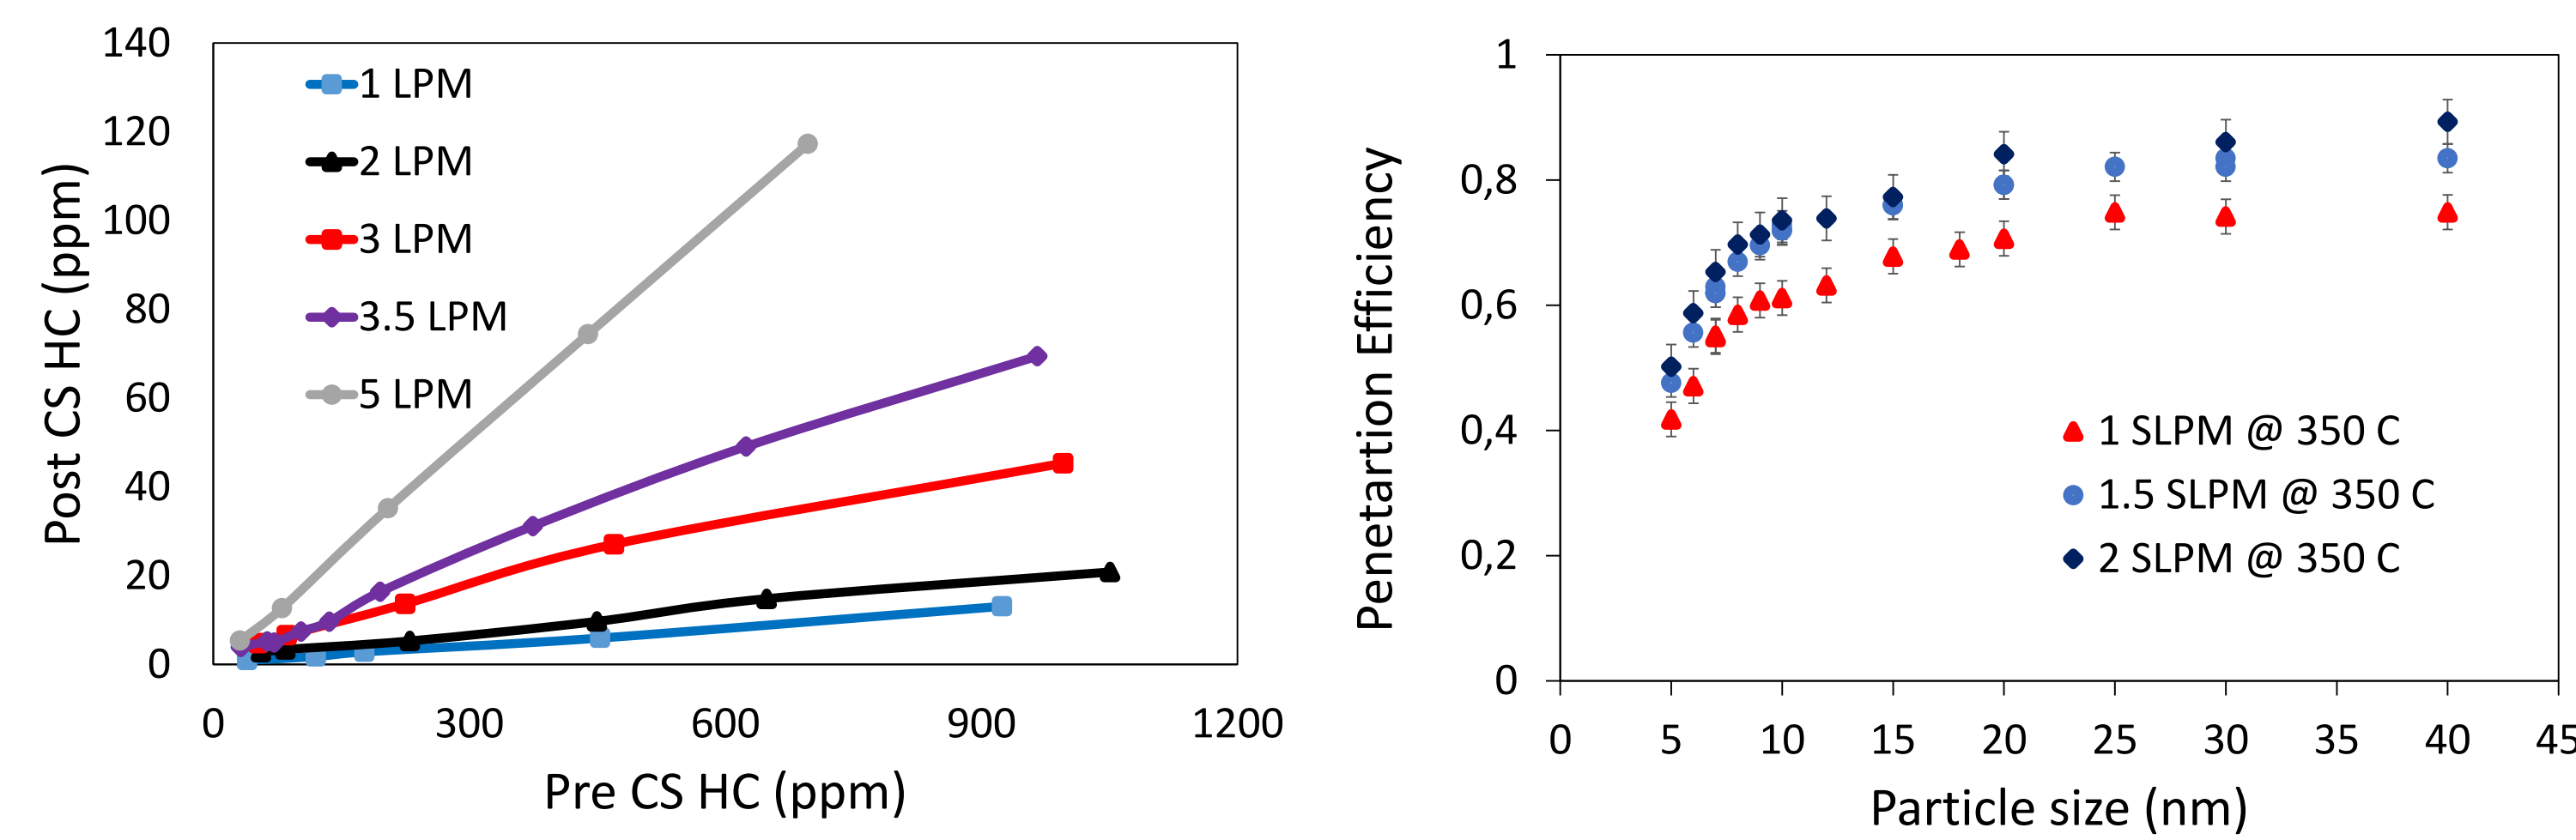 140
120
100
80
60
40
20
0
Post CS HC (ppm)
1 LPM
2 LPM
3 LPM
3.5 LPM
5 LPM
0 300 600 900 1200
Pre CS HC (ppm)
1
0,8
0,6
0,4
0,2
0
Penetartion Efficiency
1 SLPM @ 350 C
1.5 SLPM @ 350 C
2 SLPM @ 350 C
0 5 10 15 20 25 30 35 40 45
Particle size (nm)